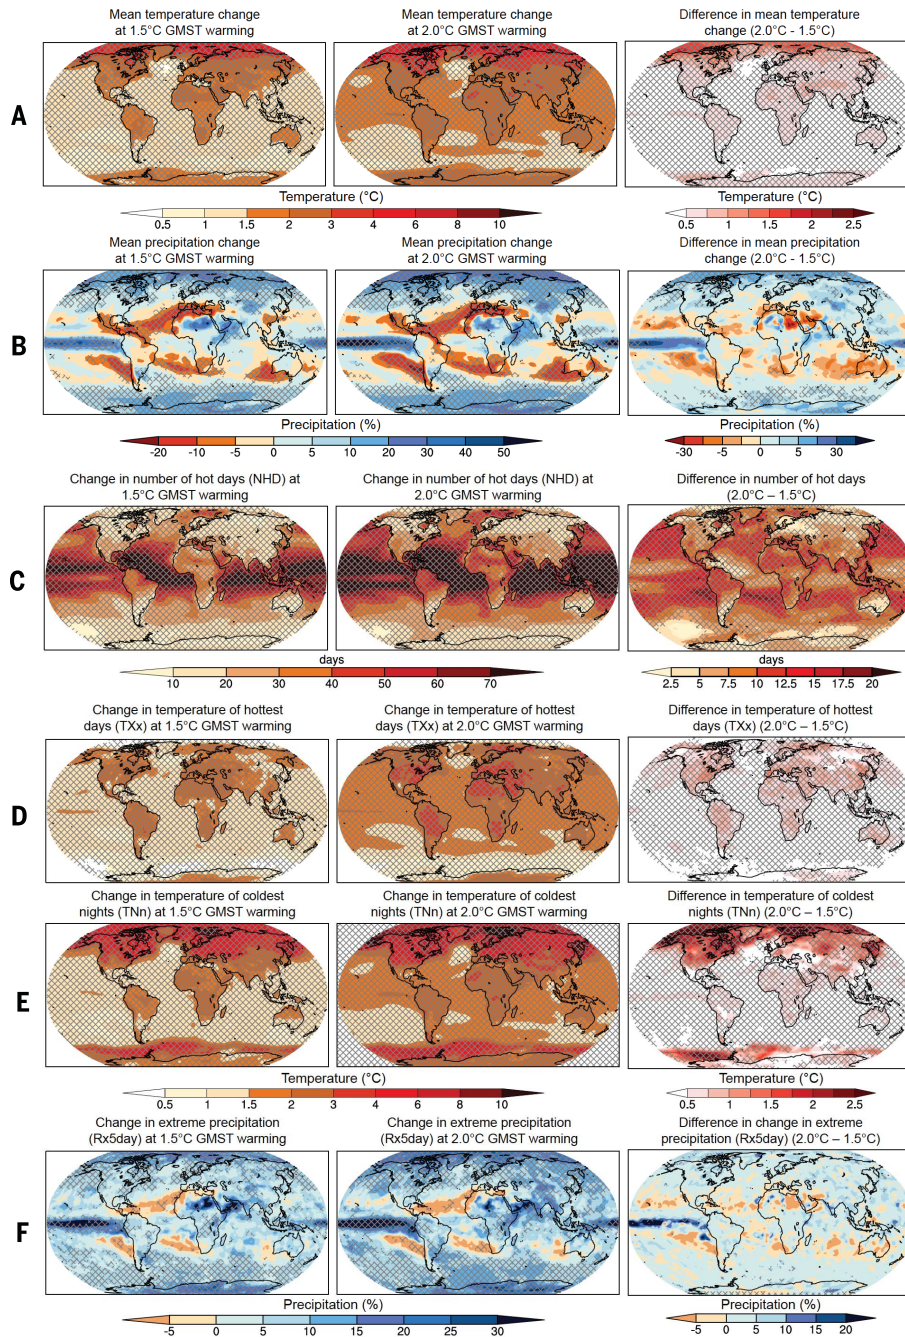 Mean temperature change
at 1.5°C GMST warming
Mean temperature change
at 2.0°C GMST warming
Difference in mean temperature
change (2.0°C - 1.5°C)
A
Temperature (°C)
0.5 1 1.5 2 3 4 6 8 10
Temperature (°C)
0.5 1 1.5 2 2.5
Mean precipitation change
at 1.5°C GMST warming
Mean precipitation change
at 2.0°C GMST warming
Difference in mean precipitation
change (2.0°C - 1.5°C)
B
Precipitation (%)
-20 -10 -5 0 5 10 20 30 40 50
Precipitation (%)
-30 -5 0 5 30
Change in number of hot days (NHD) at
1.5°C GMST warming
Change in number of hot days (NHD) at
2.0°C GMST warming
Difference in number of hot days
(2.0°C – 1.5°C)
C
days
10 20 30 40 50 60 70
days
2.5 5 7.5 10 12.5 15 17.5 20
Change in temperature of hottest
days (TXx) at 1.5°C GMST warming
Change in temperature of hottest
days (TXx) at 2.0°C GMST warming
Difference in temperature of hottest
days (TXx) (2.0°C – 1.5°C)
D
Change in temperature of coldest
nights (TNn) at 1.5°C GMST warming
Change in temperature of coldest
nights (TNn) at 2.0°C GMST warming
Difference in temperature of coldest
nights (TNn) (2.0°C – 1.5°C)
E
Temperature (°C)
0.5 1 1.5 2 3 4 6 8 10
Temperature (°C)
0.5 1 1.5 2 2.5
Change in extreme precipitation
(Rx5day) at 1.5°C GMST warming
Change in extreme precipitation
(Rx5day) at 2.0°C GMST warming
Difference in change in extreme
precipitation (Rx5day) (2.0°C – 1.5°C)
F
Precipitation (%)
-5 0 5 10 15 20 25 30
Precipitation (%)
-5 0 5 10 15 20